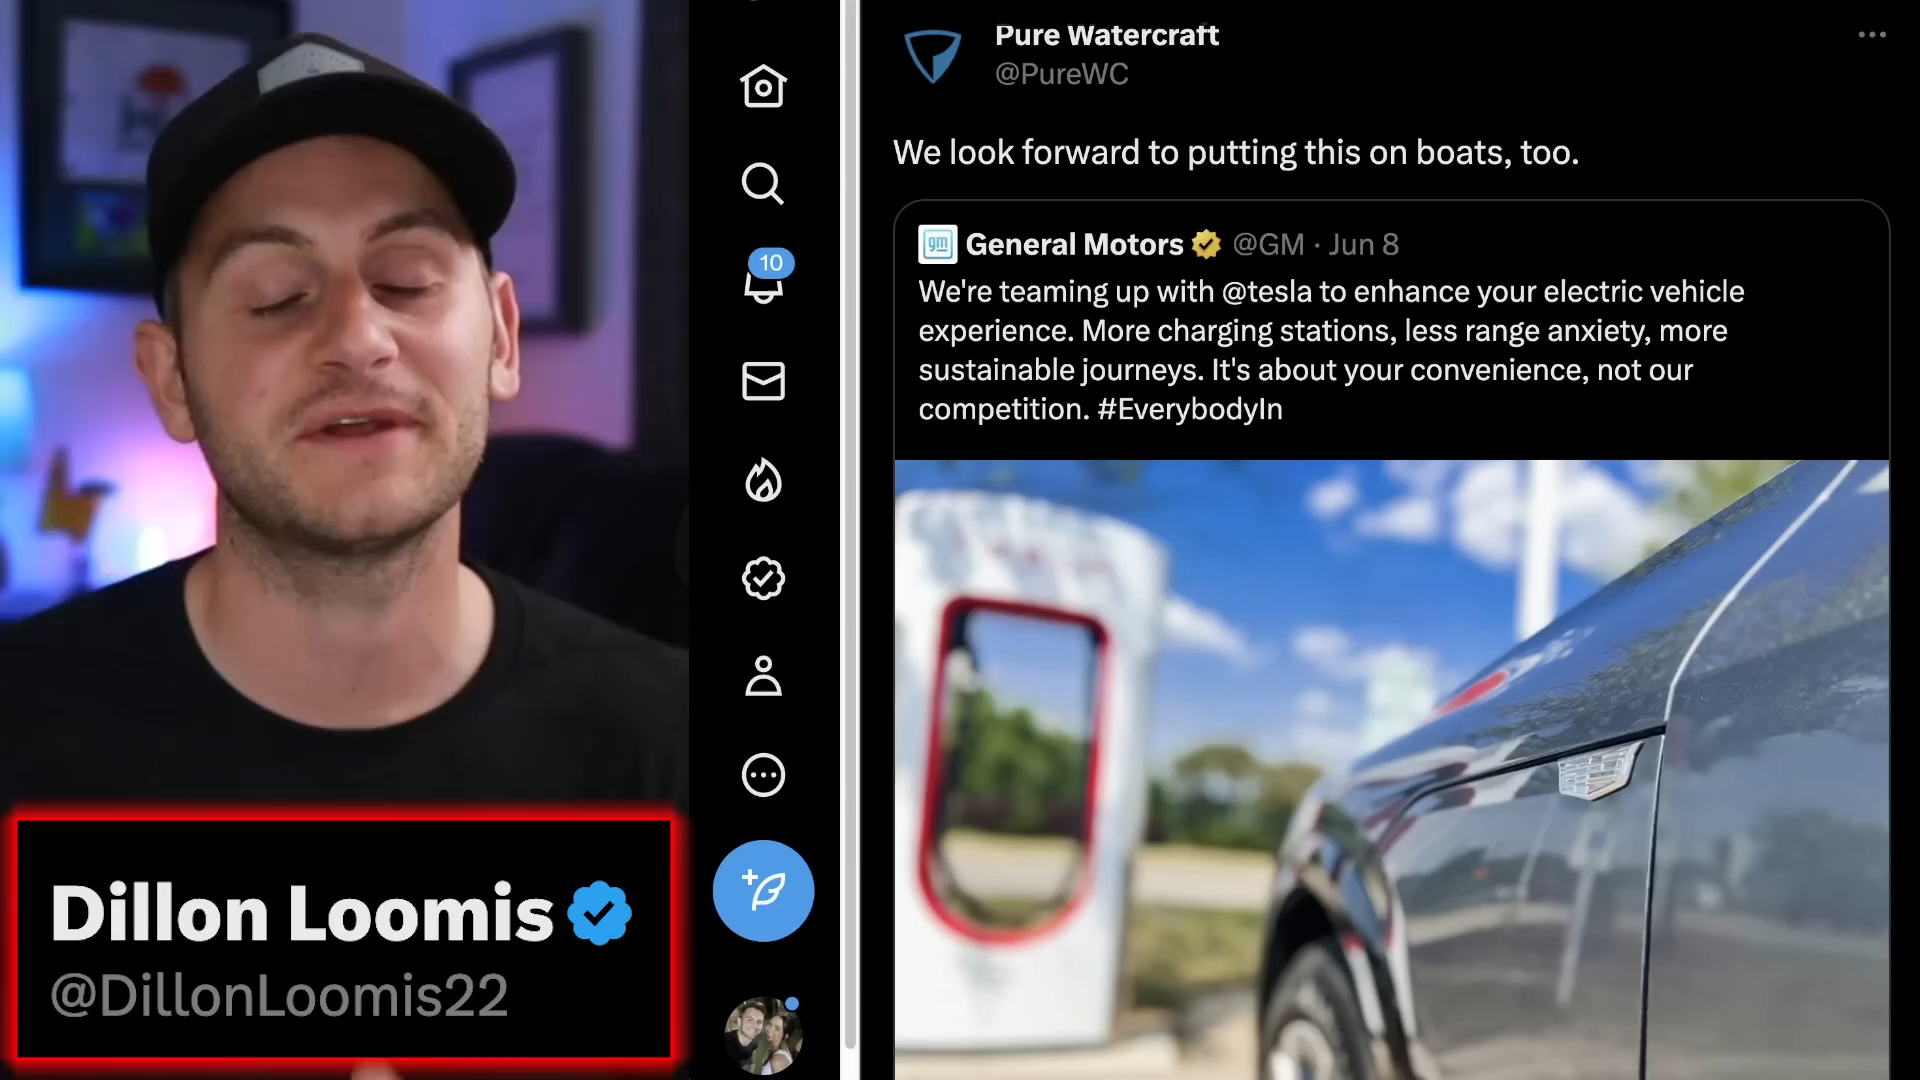 10
Dillon Loomis
@DillonLoomis22
Pure Watercraft
@PureWC
We look forward to putting this on boats, too.
gm
General Motors @GM · Jun 8
We're teaming up with @tesla to enhance your electric vehicle
experience. More charging stations, less range anxiety, more
sustainable journeys. It's about your convenience, not our
competition. #EverybodyIn